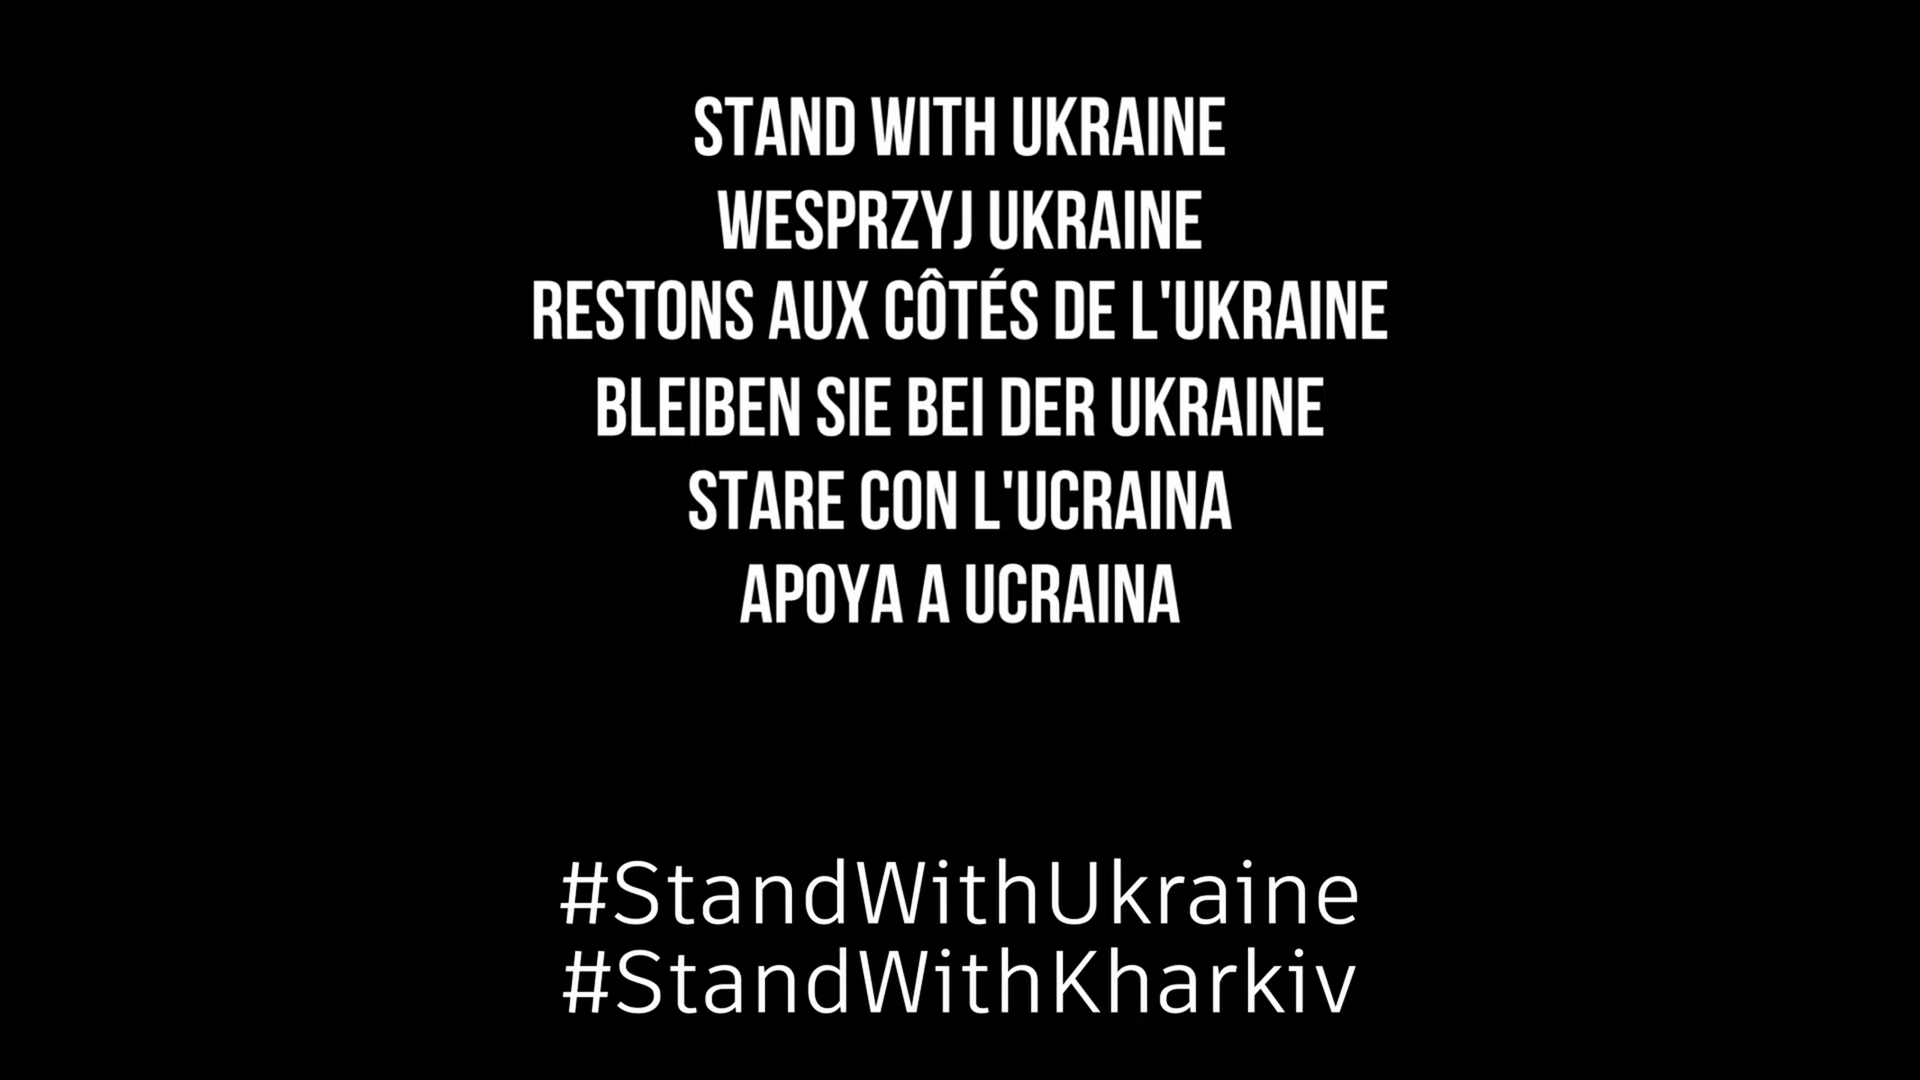 STAND WITH UKRAINE
WESPRZYJ UKRAINE
RESTONS AUX CÔTÉS DE L'UKRAINE
BLEIBEN SIE BEI DER UKRAINE
STARE CON L'UCRAINA
APOYA A UCRAINA
#StandWithUkraine
#StandWithKharkiv